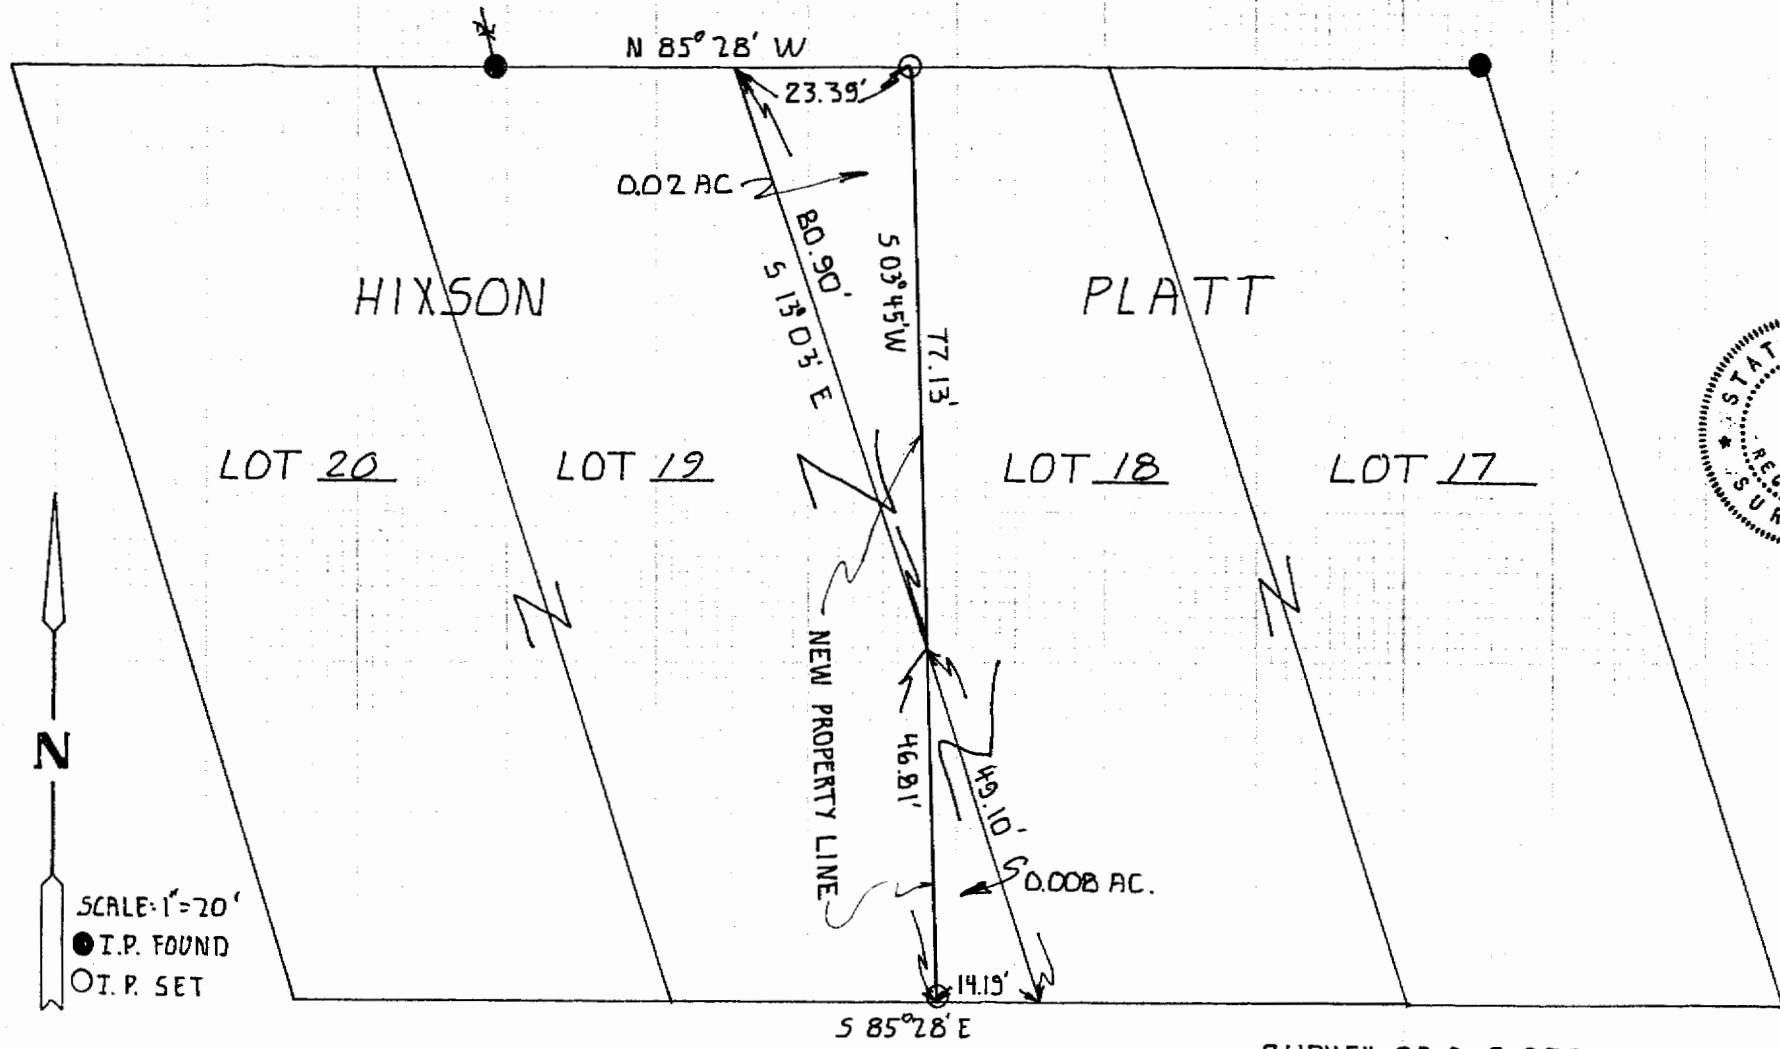 N 85° 28' W
23.39'
0.02 AC
80.90'
S 13° 03' E
S 03° 45' W
77.13'
HIXSON
PLATT
LOT 20
LOT 19
LOT 18
LOT 17
NEW PROPERTY LINE
46.81'
49.10'
0.008 AC.
14.19'
S 85° 28' E
N
SCALE: 1"=20'
I.P. FOUND
O I.P. SET